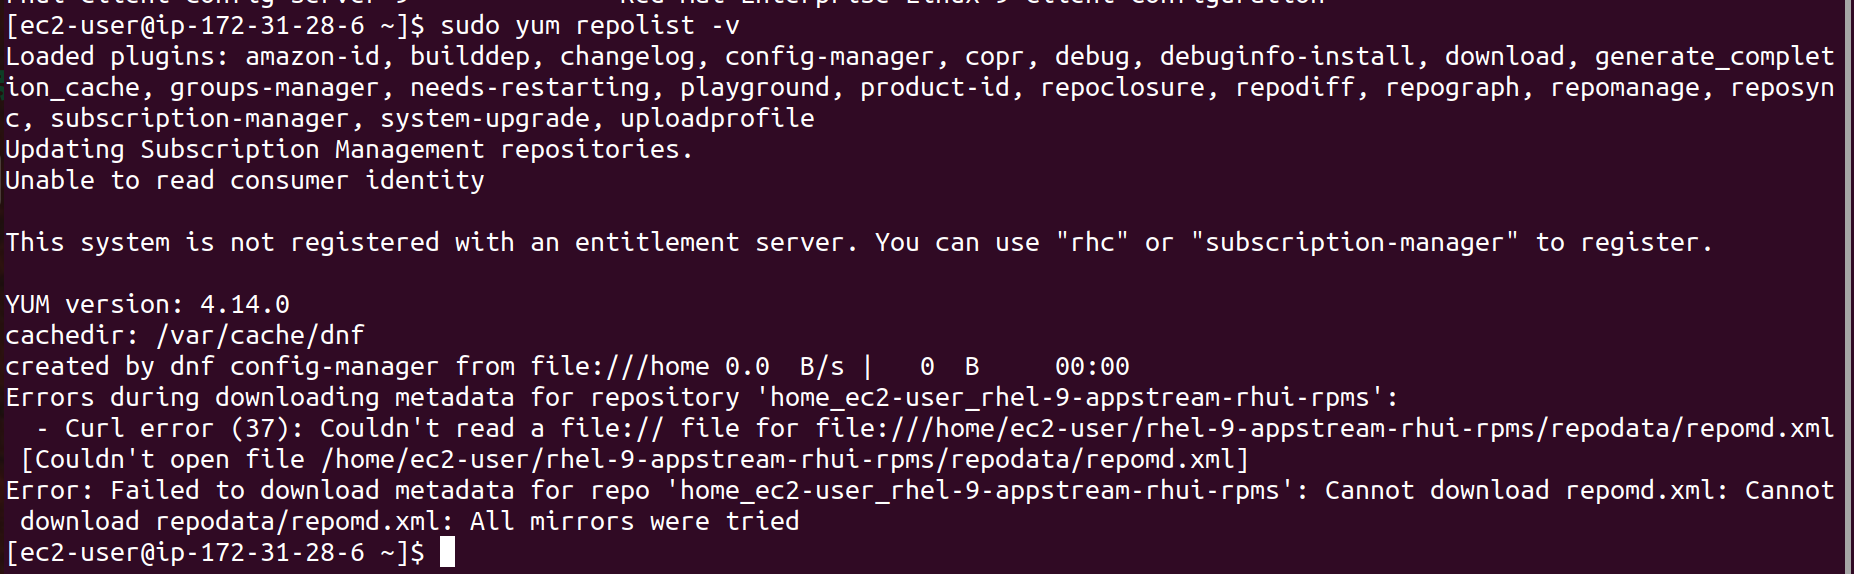 [ec2-user@ip-172-31-28-6 ~]$ sudo yum repolist -v
Loaded plugins: amazon-id, builddep, changelog, config-manager, copr, debug, debuginfo-install, download, generate_complet
ion_cache, groups-manager, needs-restarting, playground, product-id, repoclosure, repodiff, repograph, repomanage, reposyn
c, subscription-manager, system-upgrade, uploadprofile
Updating Subscription Management repositories.
Unable to read consumer identity
This system is not registered with an entitlement server. You can use "rhc" or "subscription-manager" to register.
YUM version: 4.14.0
cachedir: /var/cache/dnf
created by dnf config-manager from file:///home 0.0  B/s |   0  B     00:00
Errors during downloading metadata for repository 'home_ec2-user_rhel-9-appstream-rhui-rpms':
  - Curl error (37): Couldn't read a file:// file for file:///home/ec2-user/rhel-9-appstream-rhui-rpms/repodata/repomd.xml
 [Couldn't open file /home/ec2-user/rhel-9-appstream-rhui-rpms/repodata/repomd.xml]
Error: Failed to download metadata for repo 'home_ec2-user_rhel-9-appstream-rhui-rpms': Cannot download repomd.xml: Cannot
 download repodata/repomd.xml: All mirrors were tried
[ec2-user@ip-172-31-28-6 ~]$